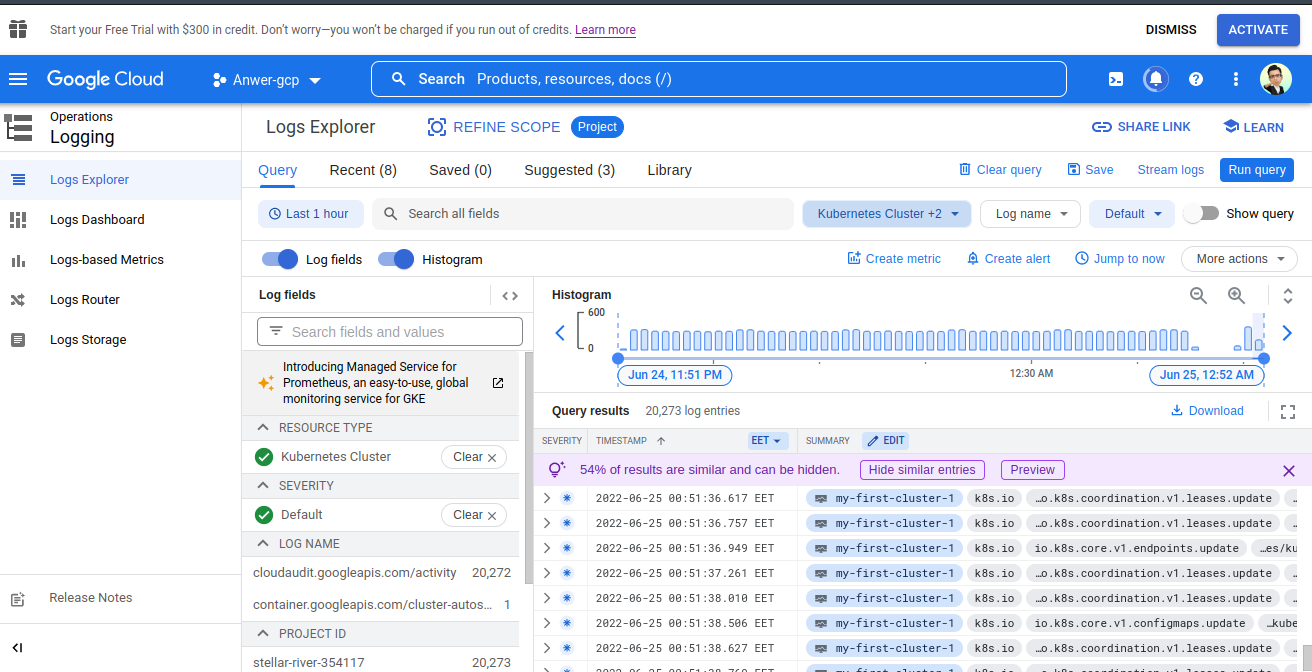 Start your Free Trial with $300 in credit. Don't worry—you won't be charged if you run out of credits. Learn more
DISMISS
ACTIVATE
Google Cloud
Anwer-gcp
Search Products, resources, docs (/)
Operations
Logging
Logs Explorer
REFINE SCOPE
Project
SHARE LINK
LEARN
Logs Explorer
Logs Dashboard
Logs-based Metrics
Logs Router
Logs Storage
Release Notes
Query
Recent (8)
Saved (0)
Suggested (3)
Library
Clear query
Save
Stream logs
Run query
Last 1 hour
Search all fields
Kubernetes Cluster +2
Log name
Default
Show query
Log fields
Histogram
Create metric
Create alert
Jump to now
More actions
Log fields
Search fields and values
Introducing Managed Service for
Prometheus, an easy-to-use, global
monitoring service for GKE
RESOURCE TYPE
Kubernetes Cluster
Clear
SEVERITY
Default
Clear
LOG NAME
cloudaudit.googleapis.com/activity 20,272
container.googleapis.com/cluster-autos... 1
PROJECT ID
stellar-river-354117 20,273
Histogram
600
0
Jun 24, 11:51 PM
12:30 AM
Jun 25, 12:52 AM
Query results 20,273 log entries
Download
SEVERITY TIMESTAMP EET SUMMARY EDIT
54% of results are similar and can be hidden. Hide similar entries Preview
2022-06-25 00:51:36.617 EET my-first-cluster-1 k8s.io …o.k8s.coordination.v1.leases.update …
2022-06-25 00:51:36.757 EET my-first-cluster-1 k8s.io …o.k8s.coordination.v1.leases.update …
2022-06-25 00:51:36.949 EET my-first-cluster-1 k8s.io io.k8s.core.v1.endpoints.update …es/ku
2022-06-25 00:51:37.261 EET my-first-cluster-1 k8s.io …o.k8s.coordination.v1.leases.update …
2022-06-25 00:51:38.010 EET my-first-cluster-1 k8s.io …o.k8s.coordination.v1.leases.update …
2022-06-25 00:51:38.506 EET my-first-cluster-1 k8s.io io.k8s.core.v1.configmaps.update …kube
2022-06-25 00:51:38.627 EET my-first-cluster-1 k8s.io …o.k8s.coordination.v1.leases.update …